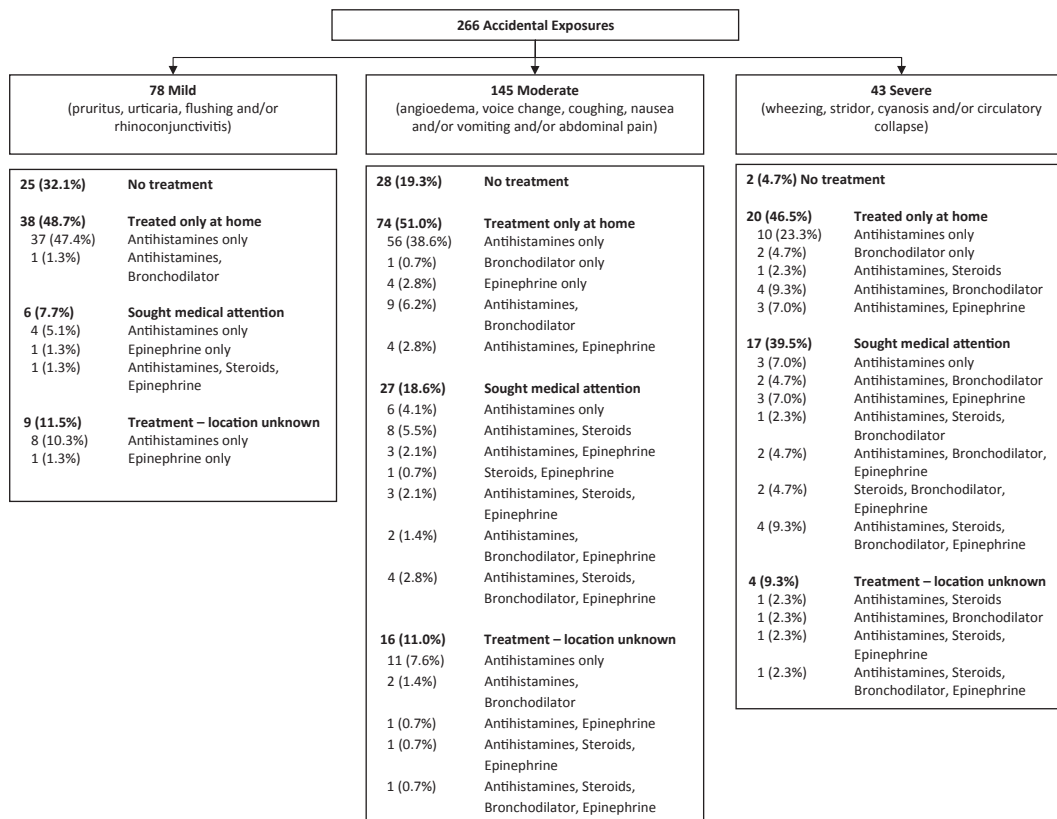 266 Accidental Exposures
78 Mild
(pruritus, urticaria, flushing and/or
rhinoconjunctivitis)
145 Moderate
(angioedema, voice change, coughing, nausea
and/or vomiting and/or abdominal pain)
43 Severe
(wheezing, stridor, cyanosis and/or circulatory
collapse)
25 (32.1%) No treatment
38 (48.7%) Treated only at home
37 (47.4%) Antihistamines only
1 (1.3%) Antihistamines,
Bronchodilator
6 (7.7%) Sought medical attention
4 (5.1%) Antihistamines only
1 (1.3%) Epinephrine only
1 (1.3%) Antihistamines, Steroids,
Epinephrine
9 (11.5%) Treatment – location unknown
8 (10.3%) Antihistamines only
1 (1.3%) Epinephrine only
28 (19.3%) No treatment
74 (51.0%) Treatment only at home
56 (38.6%) Antihistamines only
1 (0.7%) Bronchodilator only
4 (2.8%) Epinephrine only
9 (6.2%) Antihistamines,
Bronchodilator
4 (2.8%) Antihistamines, Epinephrine
27 (18.6%) Sought medical attention
6 (4.1%) Antihistamines only
8 (5.5%) Antihistamines, Steroids
3 (2.1%) Antihistamines, Epinephrine
1 (0.7%) Steroids, Epinephrine
3 (2.1%) Antihistamines, Steroids,
Epinephrine
2 (1.4%) Antihistamines,
Bronchodilator, Epinephrine
4 (2.8%) Antihistamines, Steroids,
Bronchodilator, Epinephrine
16 (11.0%) Treatment – location unknown
11 (7.6%) Antihistamines only
2 (1.4%) Antihistamines,
Bronchodilator
1 (0.7%) Antihistamines, Epinephrine
1 (0.7%) Antihistamines, Steroids,
Epinephrine
1 (0.7%) Antihistamines, Steroids,
Bronchodilator, Epinephrine
2 (4.7%) No treatment
20 (46.5%) Treated only at home
10 (23.3%) Antihistamines only
2 (4.7%) Bronchodilator only
1 (2.3%) Antihistamines, Steroids
4 (9.3%) Antihistamines, Bronchodilator
3 (7.0%) Antihistamines, Epinephrine
17 (39.5%) Sought medical attention
3 (7.0%) Antihistamines only
2 (4.7%) Antihistamines, Bronchodilator
3 (7.0%) Antihistamines, Epinephrine
1 (2.3%) Antihistamines, Steroids,
Bronchodilator
2 (4.7%) Antihistamines, Bronchodilator,
Epinephrine
2 (4.7%) Steroids, Bronchodilator,
Epinephrine
4 (9.3%) Antihistamines, Steroids,
Bronchodilator, Epinephrine
4 (9.3%) Treatment – location unknown
1 (2.3%) Antihistamines, Steroids
1 (2.3%) Antihistamines, Bronchodilator
1 (2.3%) Antihistamines, Steroids,
Epinephrine
1 (2.3%) Antihistamines, Steroids,
Bronchodilator, Epinephrine